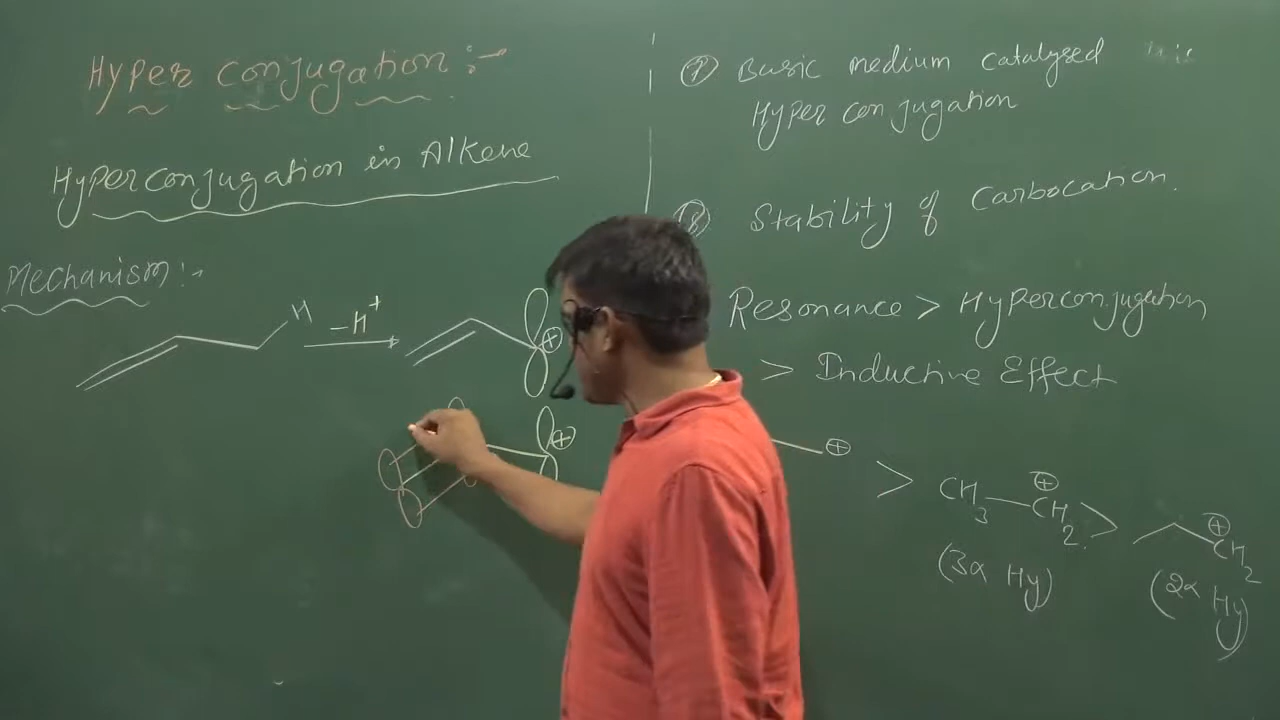 Hyper conjugation :-
Hyperconjugation in Alkene
Mechanism :-
H
-H⁺
⊕
⊕
① Basic medium catalysed
Hyper conjugation
Stability of Carbocation.
Resonance > Hyperconjugation
> Inductive Effect
⊕ > CH₃—C⊕H₂ > ⊕CH₂
(3α Hy) (2α Hy)